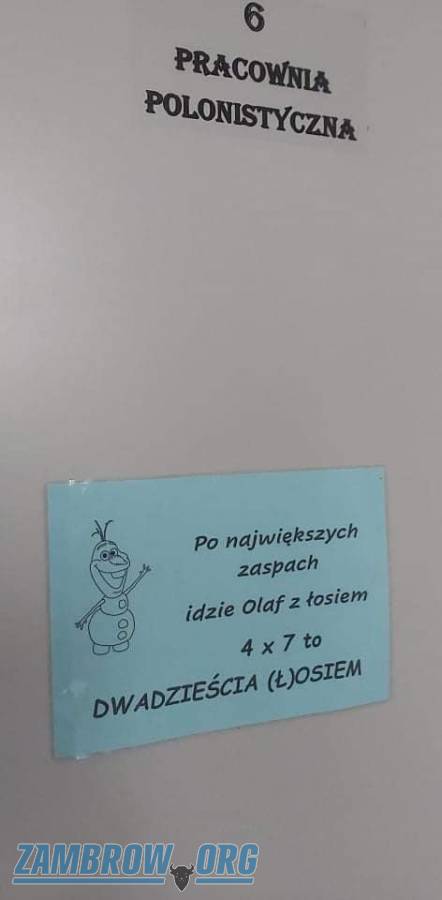 6
PRACOWNIA
POLONISTYCZNA
Po największych
zaspach
idzie Olaf z łosiem
4 x 7 to
DWADZIEŚCIA (Ł)OSIEM
ZAMBROW.ORG